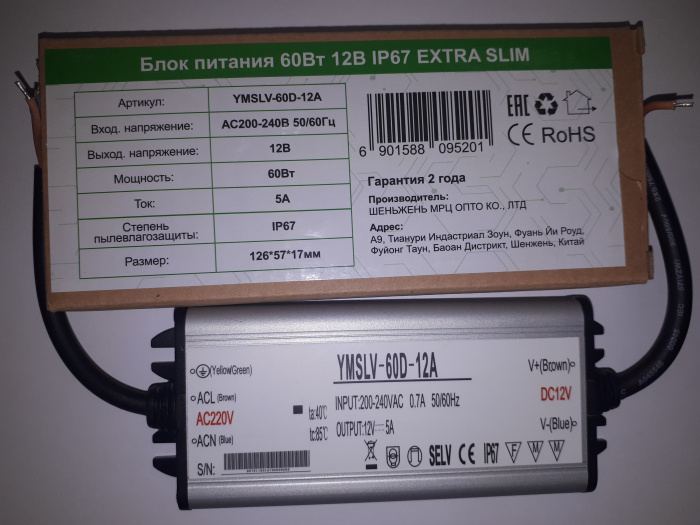 Блок питания 60Вт 12В IP67 EXTRA SLIM
Артикул: YMSLV-60D-12A
Вход. напряжение: AC200-240В 50/60Гц
Выход. напряжение: 12В
Мощность: 60Вт
Ток: 5А
Степень пылевлагозащиты: IP67
Размер: 126*57*17мм
6 901588 095201
EAC
CE RoHS
Гарантия 2 года
Производитель:
ШЕНЬЖЕНЬ МРЦ ОПТО КО., ЛТД
Адрес:
А9, Тианури Индастриал Зоун, Фуань Йи Роуд,
Фуйонг Таун, Баоан Дистрикт, Шенжень, Китай
YMSLV-60D-12A
(Yellow/Green)
ACL (Brown)
AC220V
ACN (Blue)
S/N:
ta:40℃
tc:85℃
INPUT:200-240VAC 0.7A 50/60Hz
OUTPUT:12V 5A
SELV CE IP67 F M M
V+(Brown)
DC12V
V-(Blue)